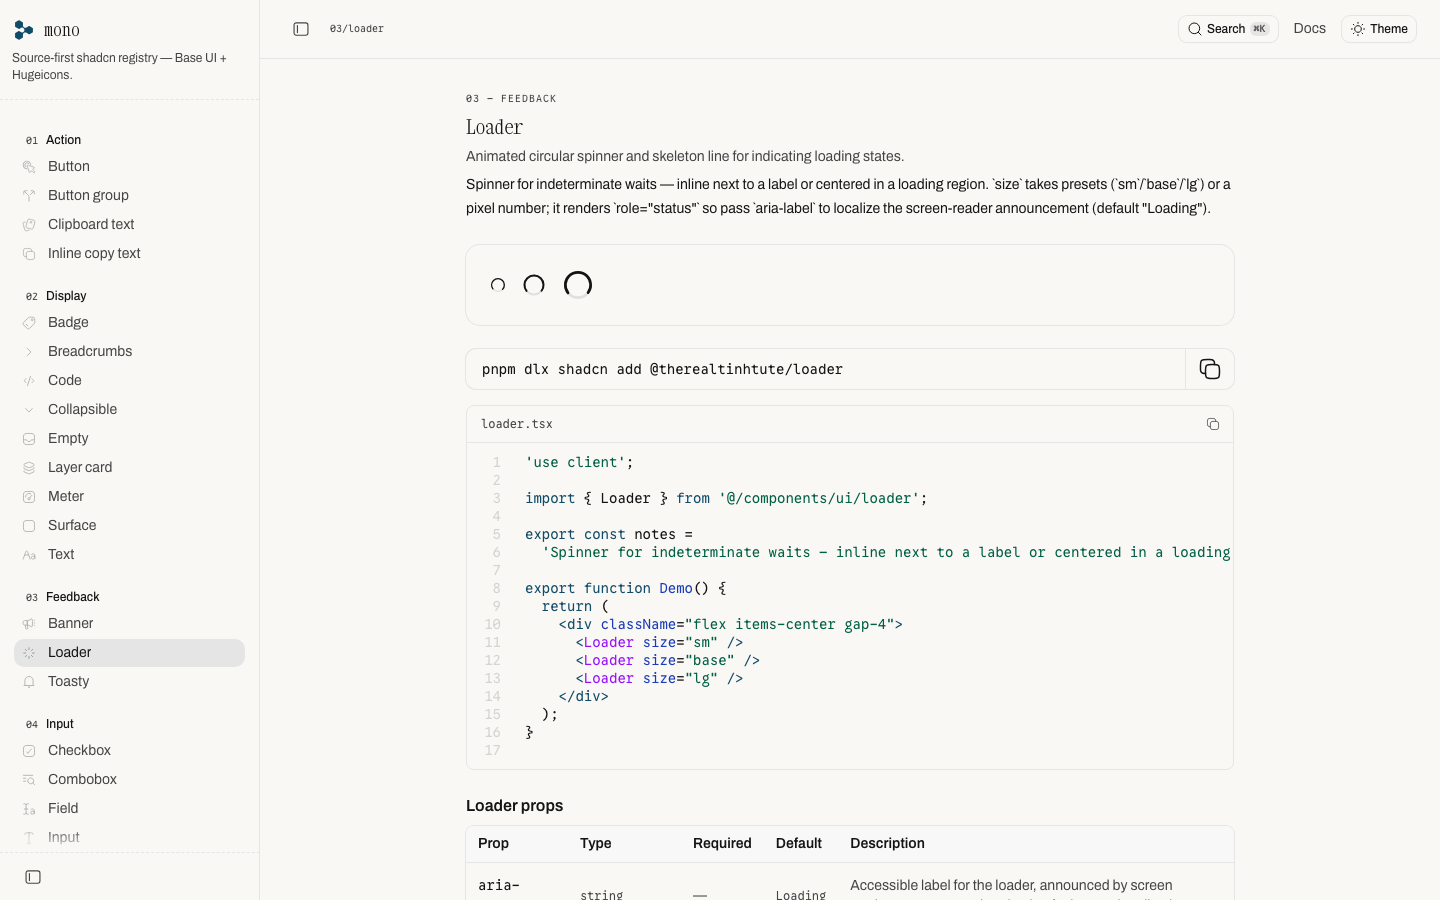 mono
Source-first shadcn registry — Base UI +
Hugeicons.
01 Action
Button
Button group
Clipboard text
Inline copy text
02 Display
Badge
Breadcrumbs
Code
Collapsible
Empty
Layer card
Meter
Surface
Text
03 Feedback
Banner
Loader
Toasty
04 Input
Checkbox
Combobox
Field
Input
03/loader
Search ⌘K
Docs
Theme
03 — FEEDBACK
Loader
Animated circular spinner and skeleton line for indicating loading states.
Spinner for indeterminate waits — inline next to a label or centered in a loading region. `size` takes presets (`sm`/`base`/`lg`) or a
pixel number; it renders `role="status"` so pass `aria-label` to localize the screen-reader announcement (default "Loading").
pnpm dlx shadcn add @therealtinhtute/loader
loader.tsx
1 'use client';
2
3 import { Loader } from '@/components/ui/loader';
4
5 export const notes =
6 'Spinner for indeterminate waits — inline next to a label or centered in a loading
7
8 export function Demo() {
9 return (
10 <div className="flex items-center gap-4">
11 <Loader size="sm" />
12 <Loader size="base" />
13 <Loader size="lg" />
14 </div>
15 );
16 }
17
Loader props
Prop Type Required Default Description
aria- string — Loading Accessible label for the loader, announced by screen